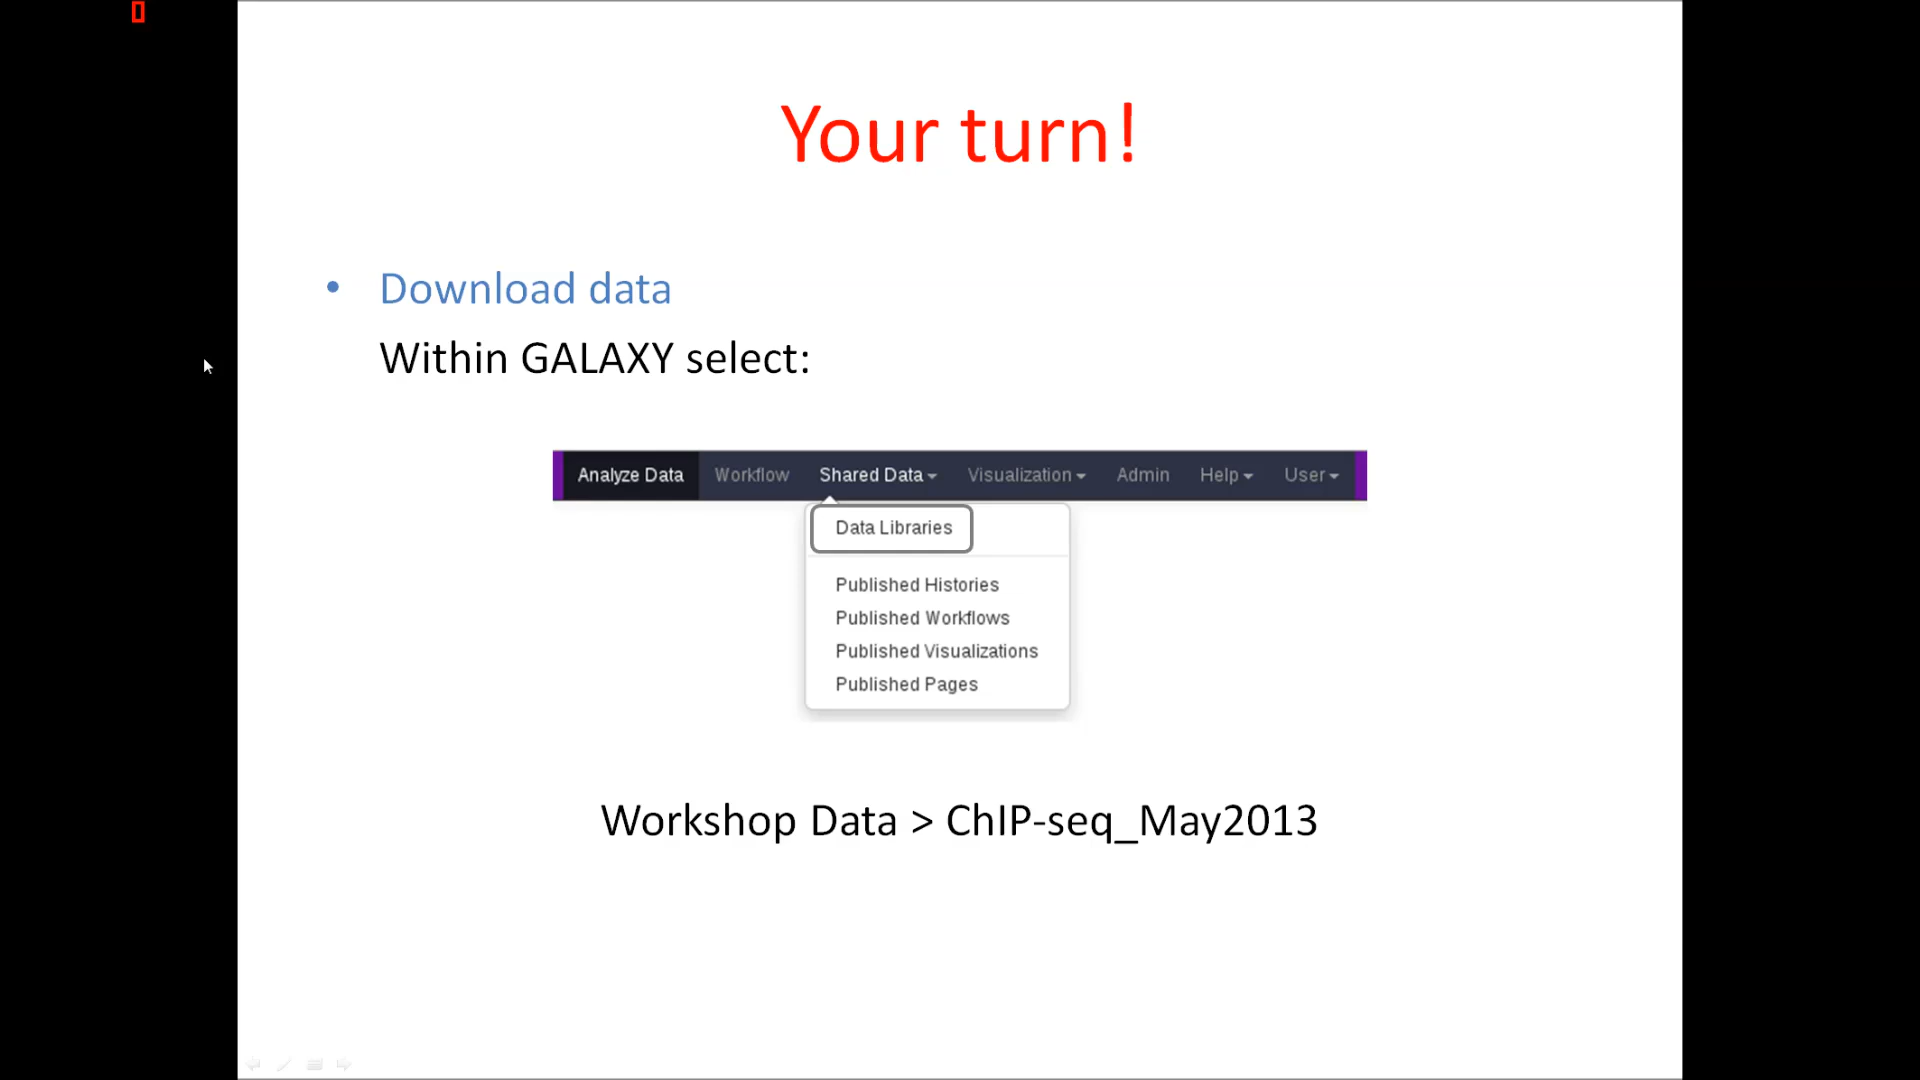 Your turn!
• Download data
Within GALAXY select:
Analyze Data Workflow Shared Data Visualization Admin Help User
Data Libraries
Published Histories
Published Workflows
Published Visualizations
Published Pages
Workshop Data > ChIP-seq_May2013